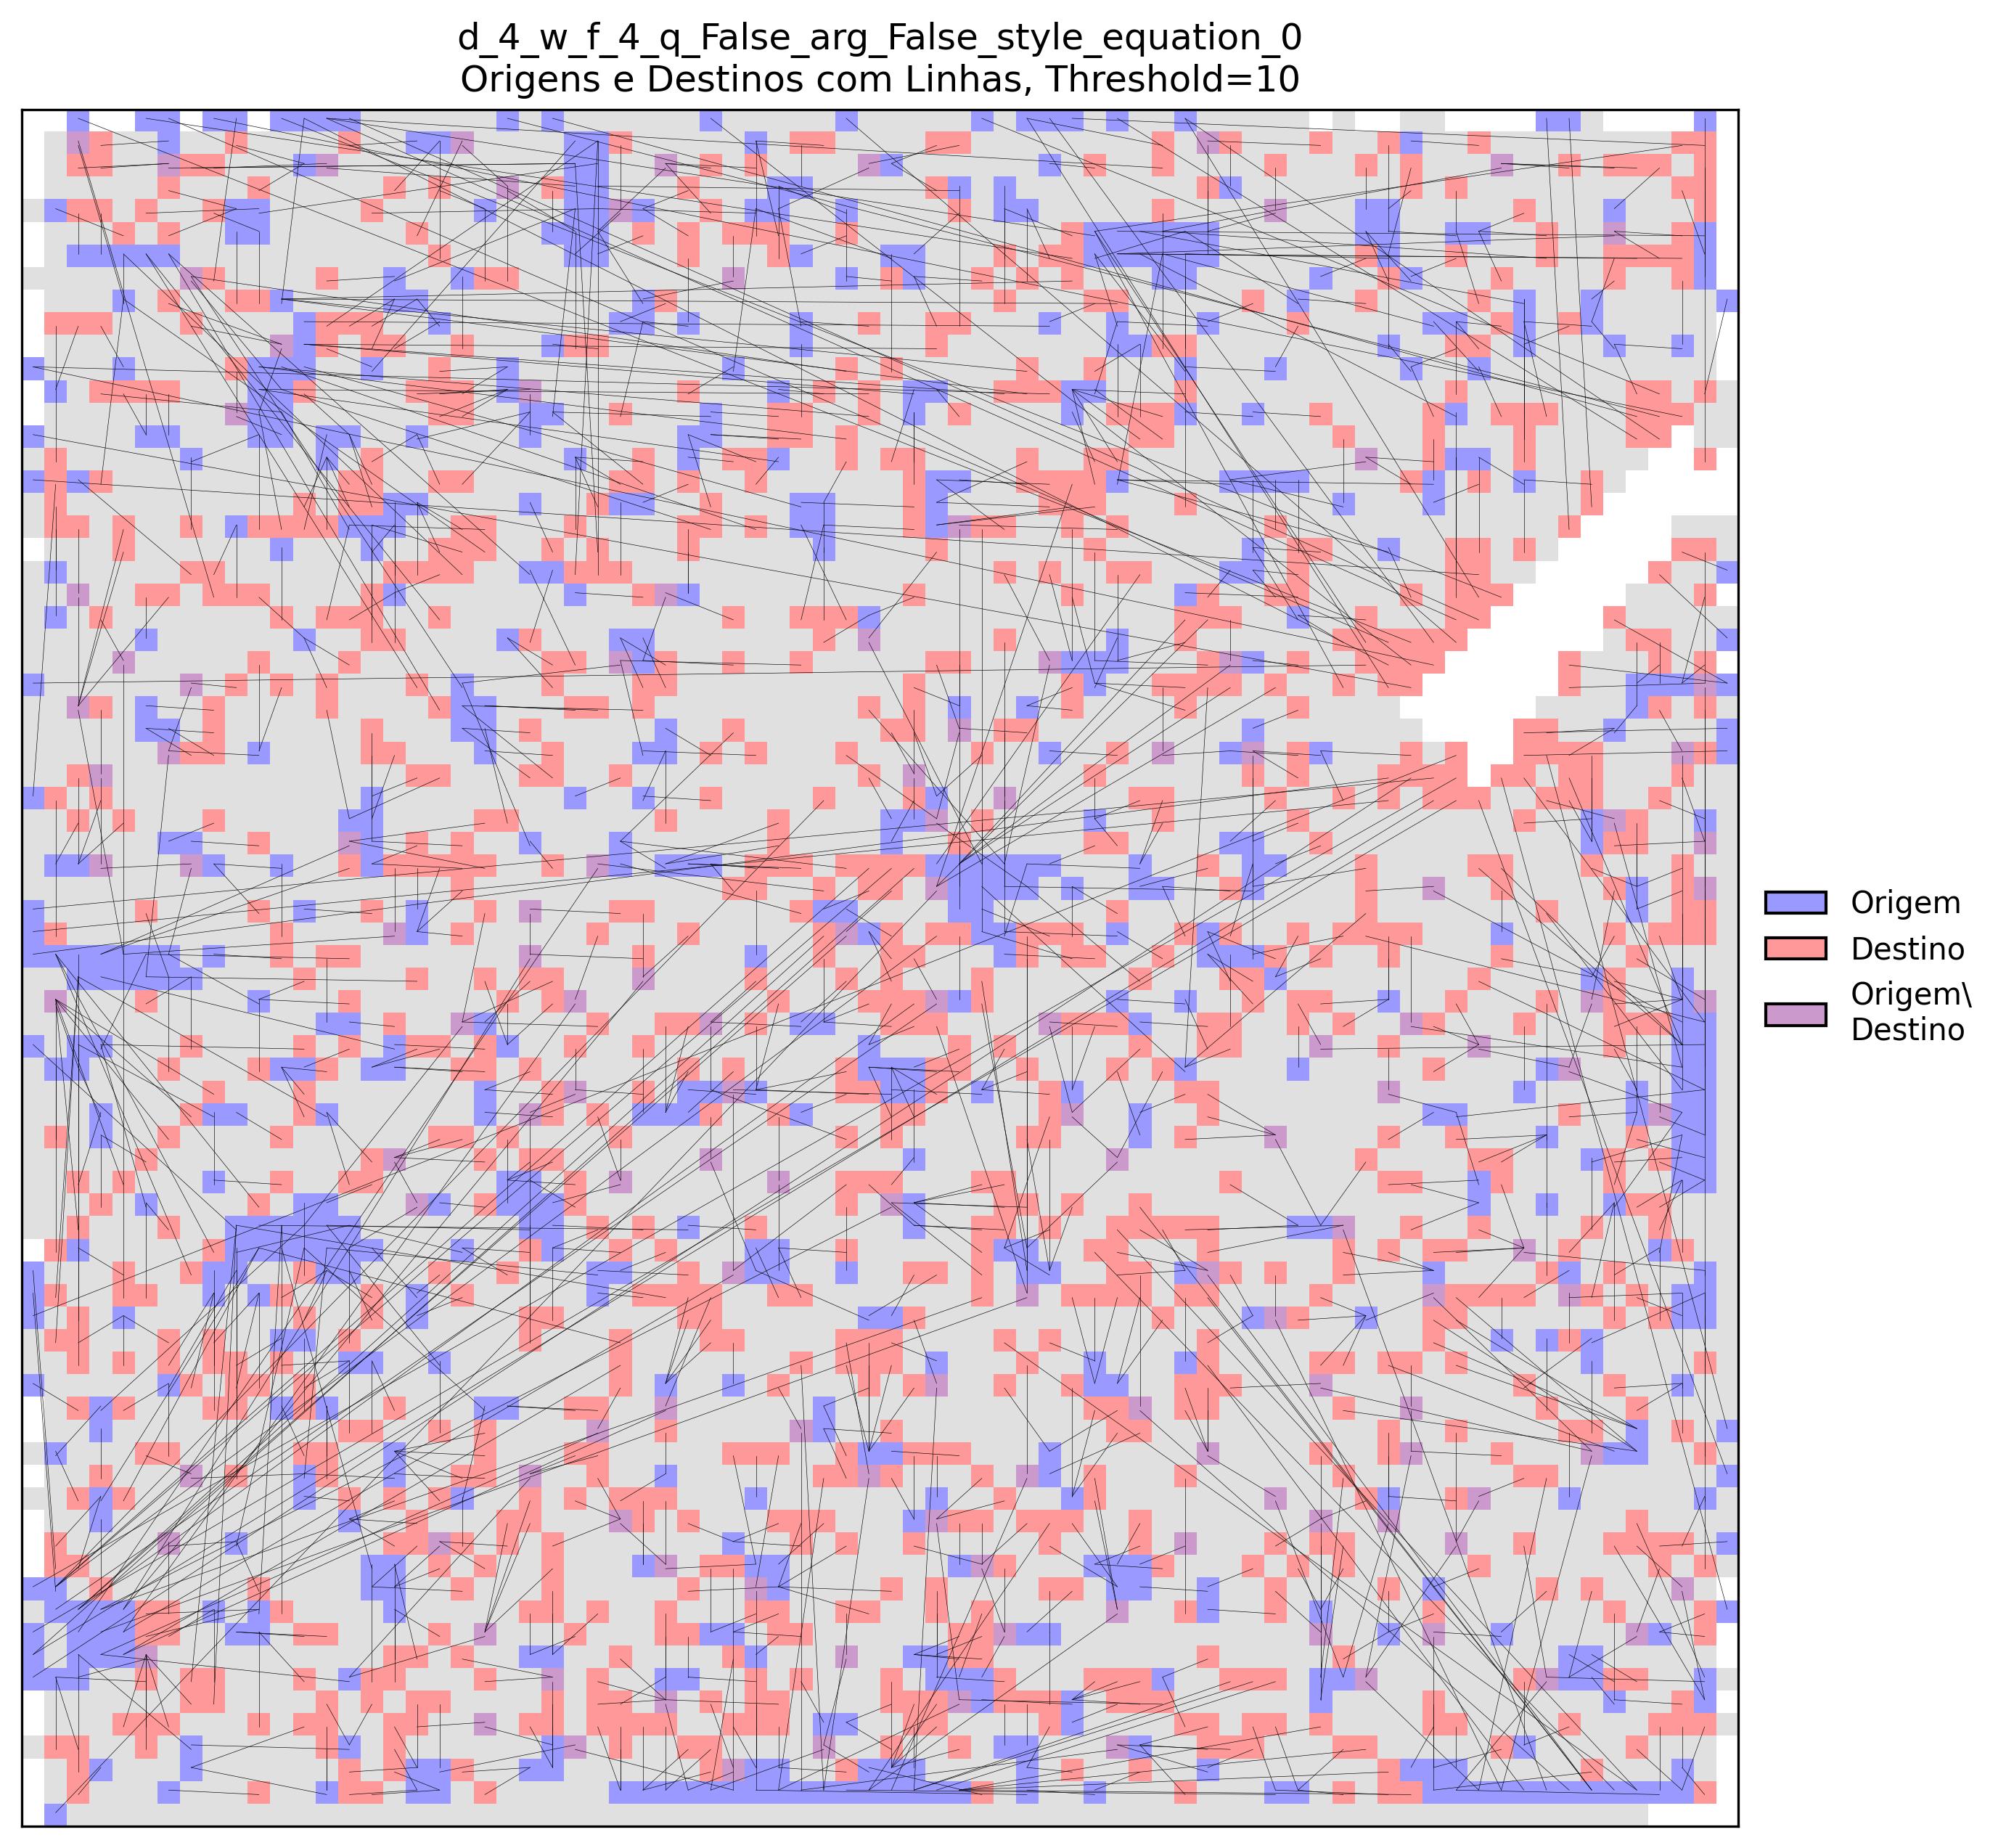 d_4_w_f_4_q_False_arg_False_style_equation_0
Origens e Destinos com Linhas, Threshold=10
Origem
Destino
Origem\
Destino